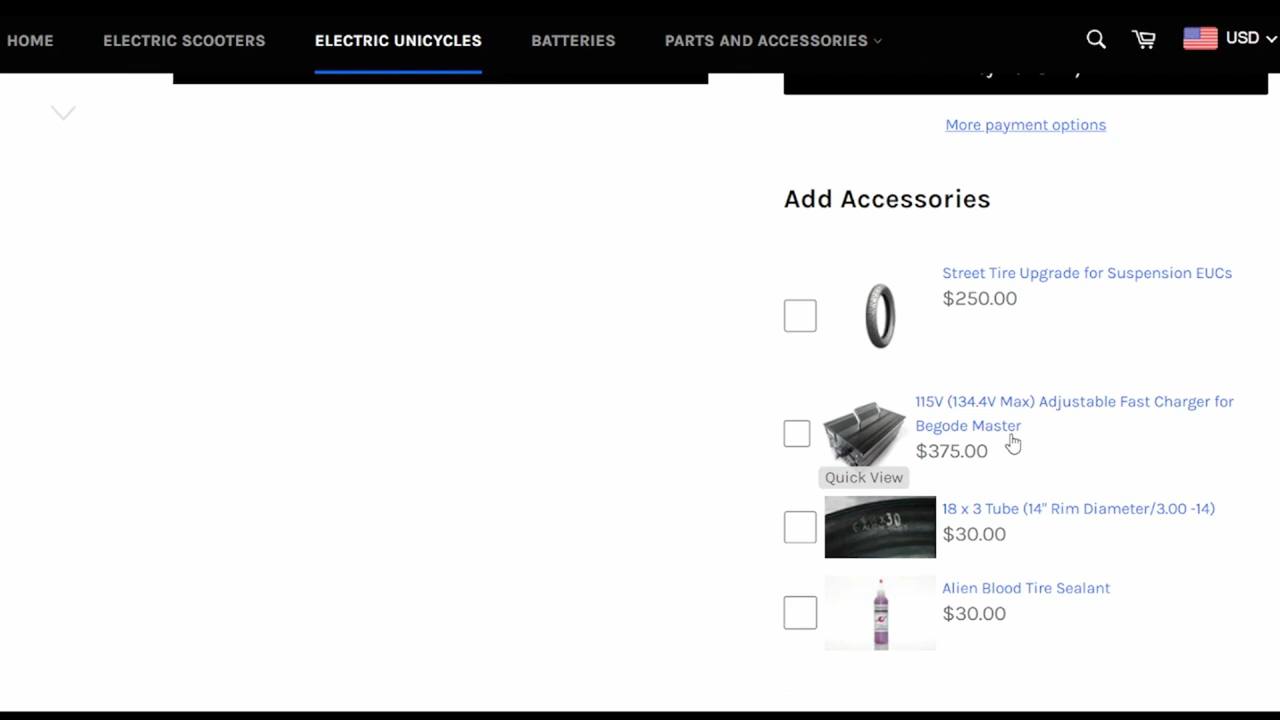 HOME ELECTRIC SCOOTERS ELECTRIC UNICYCLES BATTERIES PARTS AND ACCESSORIES USD
More payment options
Add Accessories
Street Tire Upgrade for Suspension EUCs
$250.00
115V (134.4V Max) Adjustable Fast Charger for
Begode Master
$375.00
Quick View
18 x 3 Tube (14" Rim Diameter/3.00 -14)
$30.00
Alien Blood Tire Sealant
$30.00